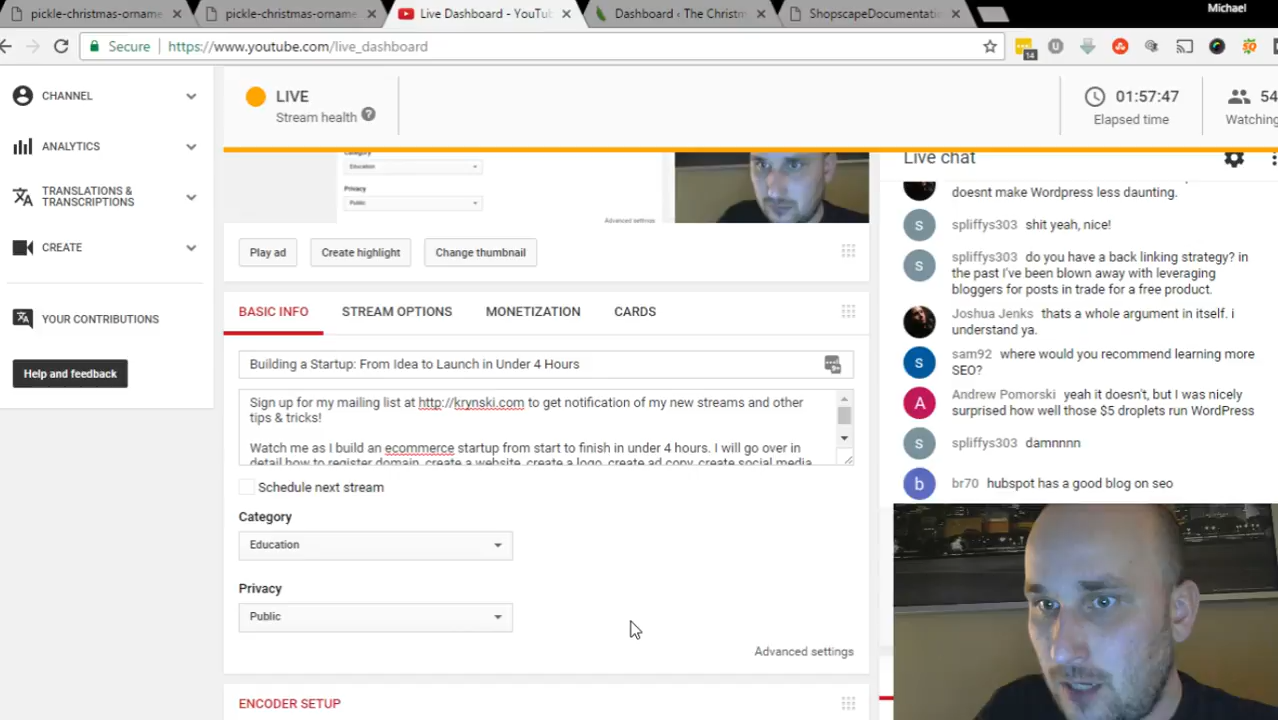 pickle-christmas-orname
pickle-christmas-orname
Live Dashboard - YouTu
Dashboard ‹ The Christm
ShopscapeDocumentati
Michael
Secure
https://www.youtube.com/live_dashboard
14
CHANNEL
ANALYTICS
TRANSLATIONS &
TRANSCRIPTIONS
CREATE
YOUR CONTRIBUTIONS
Help and feedback
LIVE
Stream health ?
01:57:47
Elapsed time
54
Watching
Category
Education
Privacy
Public
Advanced settings
Play ad
Create highlight
Change thumbnail
BASIC INFO
STREAM OPTIONS
MONETIZATION
CARDS
Building a Startup: From Idea to Launch in Under 4 Hours
Sign up for my mailing list at http://krynski.com to get notification of my new streams and other
tips & tricks!
Watch me as I build an ecommerce startup from start to finish in under 4 hours. I will go over in
detail how to register domain, create a website, create a logo, create ad copy, create social media
Schedule next stream
Category
Education
Privacy
Public
Advanced settings
ENCODER SETUP
Live chat
doesnt make Wordpress less daunting.
s spliffys303 shit yeah, nice!
s spliffys303 do you have a back linking strategy? in
the past I've been blown away with leveraging
bloggers for posts in trade for a free product.
Joshua Jenks thats a whole argument in itself. i
understand ya.
s sam92 where would you recommend learning more
SEO?
A Andrew Pomorski yeah it doesn't, but I was nicely
surprised how well those $5 droplets run WordPress
s spliffys303 damnnnn
b br70 hubspot has a good blog on seo